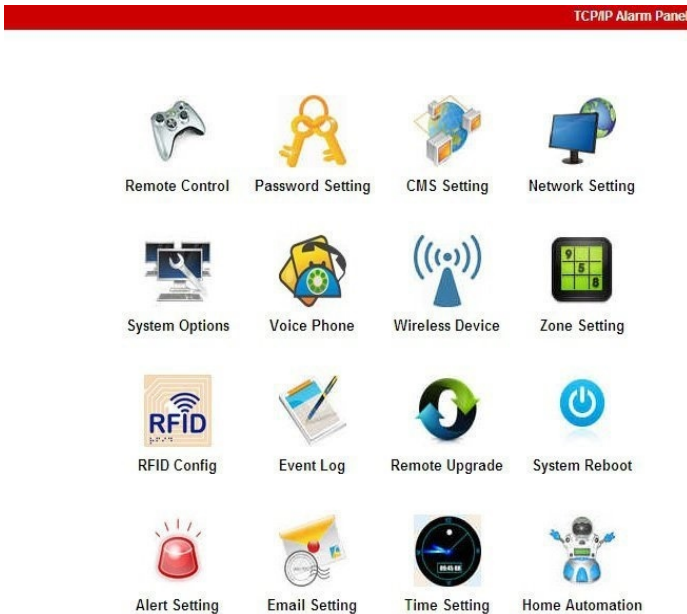 TCP/IP Alarm Panel
Remote Control
Password Setting
CMS Setting
Network Setting
9
5
8
System Options
Voice Phone
Wireless Device
Zone Setting
RFID
RFID Config
Event Log
Remote Upgrade
System Reboot
Alert Setting
Email Setting
Time Setting
Home Automation